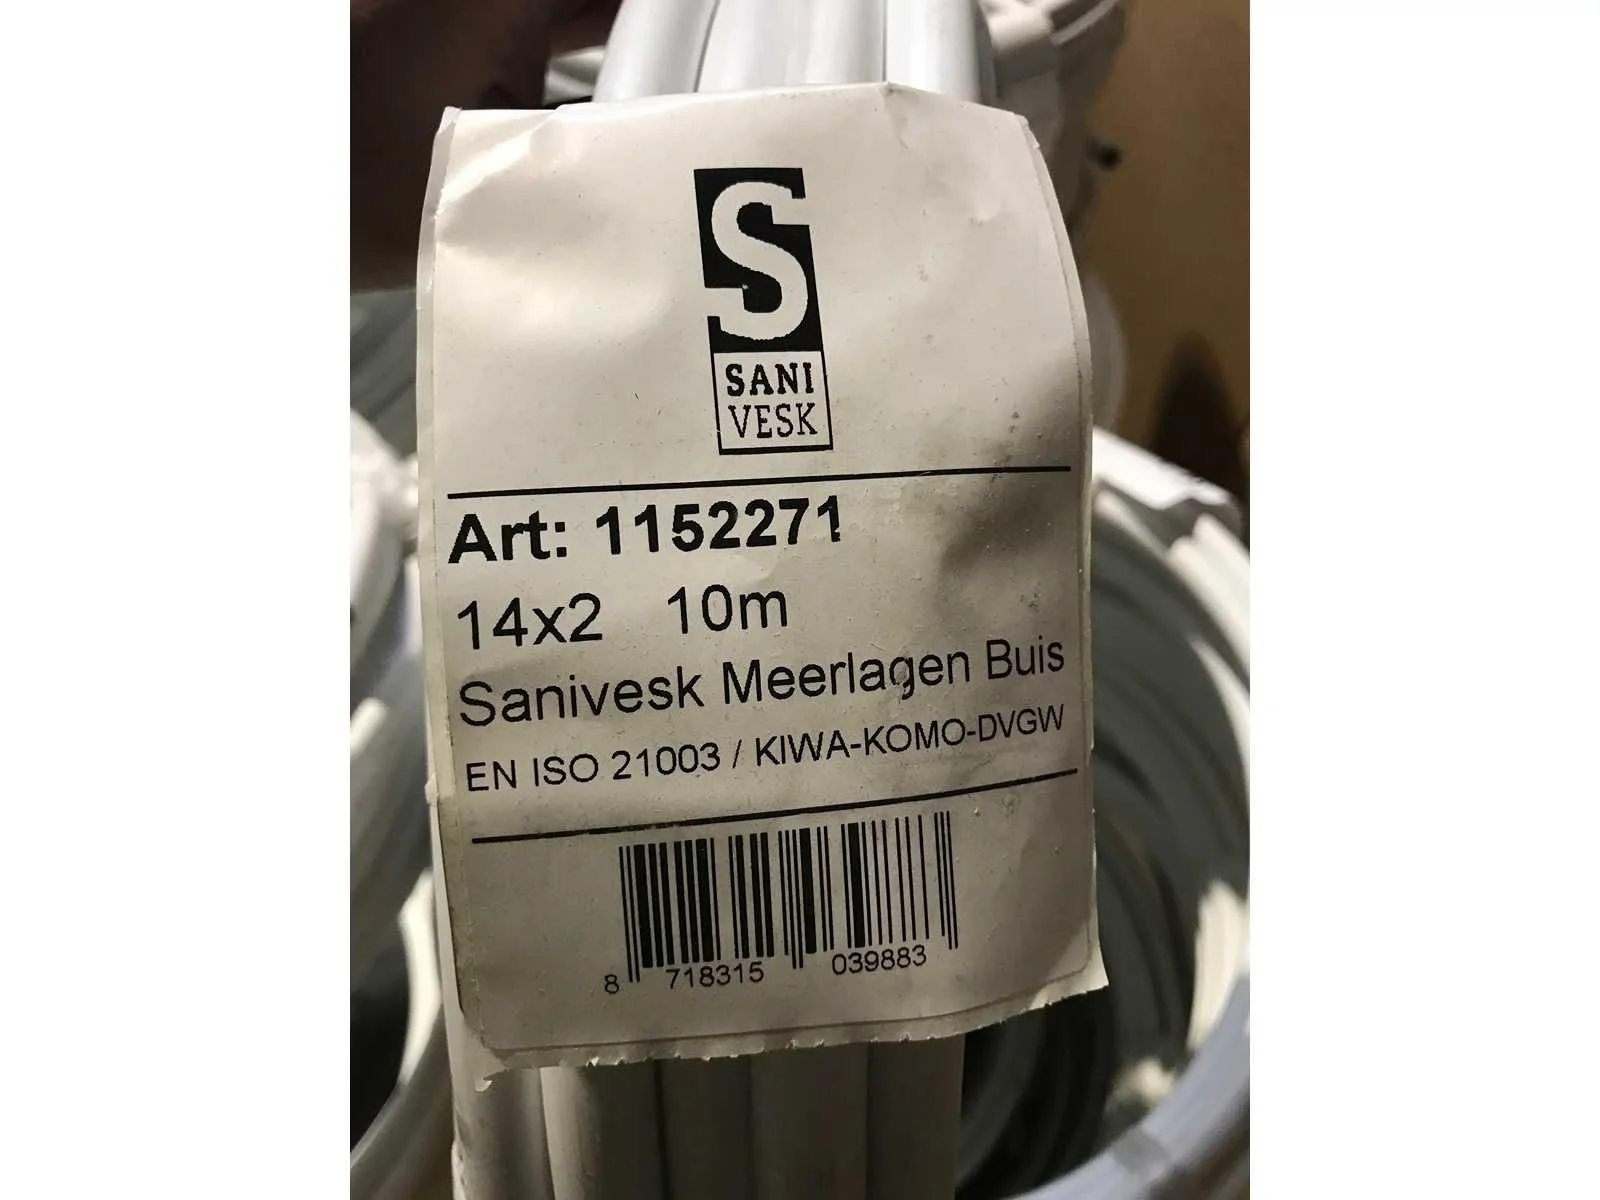 S
SANI
VESK
Art: 1152271
14x2 10m
Sanivesk Meerlagen Buis
EN ISO 21003 / KIWA-KOMO-DVGW
8 718315 039883